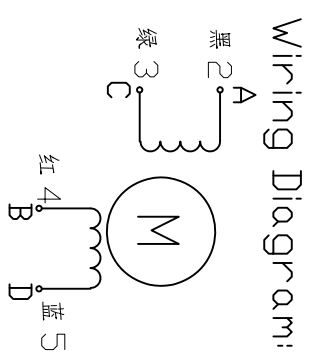 Wiring Diagram:
黑2 A
绿3 C
M
红4 B
蓝5 D